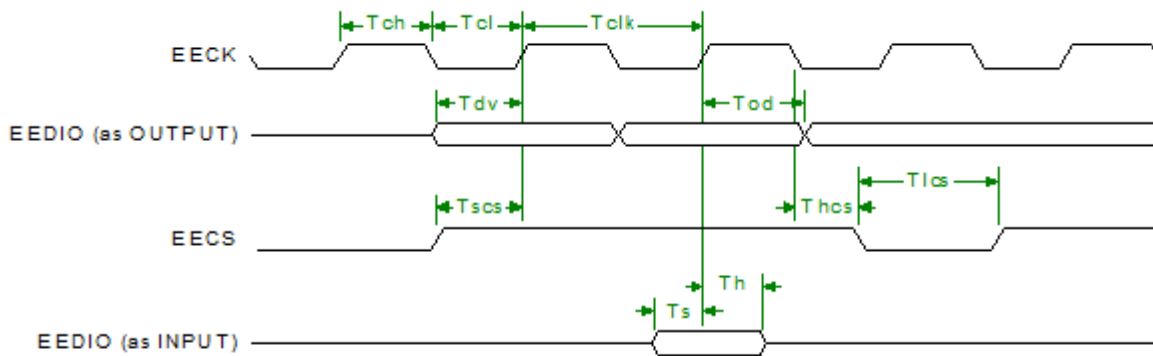 Tch Tcl Tclk
EECK
Tdv Tod
EEDIO (as OUTPUT)
Tlcs
Tscs Thcs
EECS
Th
Ts
EEDIO (as INPUT)